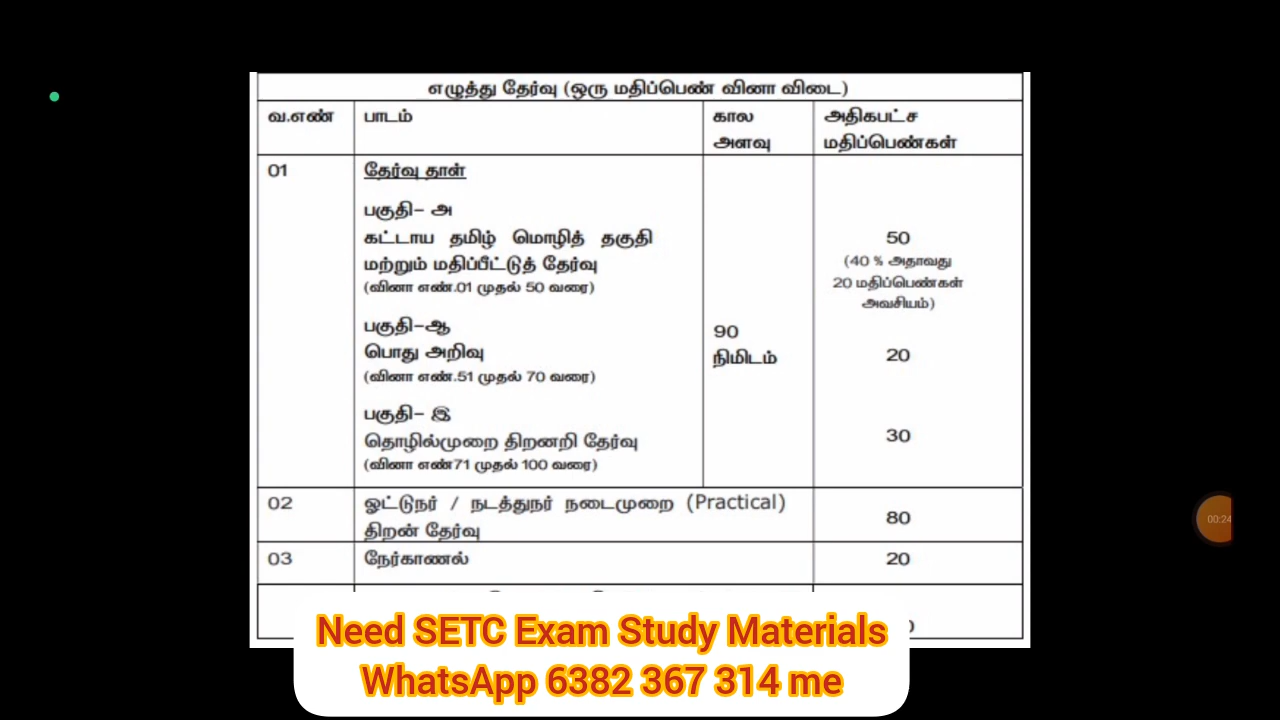 எழுத்து தேர்வு (ஒரு மதிப்பெண் வினா விடை)
வ.எண் பாடம் கால அளவு அதிகபட்ச மதிப்பெண்கள்
01 தேர்வு தாள்
பகுதி- அ
கட்டாய தமிழ் மொழித் தகுதி
மற்றும் மதிப்பீட்டுத் தேர்வு
(வினா எண்.01 முதல் 50 வரை)
50
(40 % அதாவது
20 மதிப்பெண்கள்
அவசியம்)
பகுதி-ஆ
பொது அறிவு
(வினா எண்.51 முதல் 70 வரை)
90
நிமிடம்
20
பகுதி- இ
தொழில்முறை திறனறி தேர்வு
(வினா எண்71 முதல் 100 வரை)
30
02 ஓட்டுநர் / நடத்துநர் நடைமுறை (Practical)
திறன் தேர்வு
80
03 நேர்காணல் 20
Need SETC Exam Study Materials
WhatsApp 6382 367 314 me
00:24